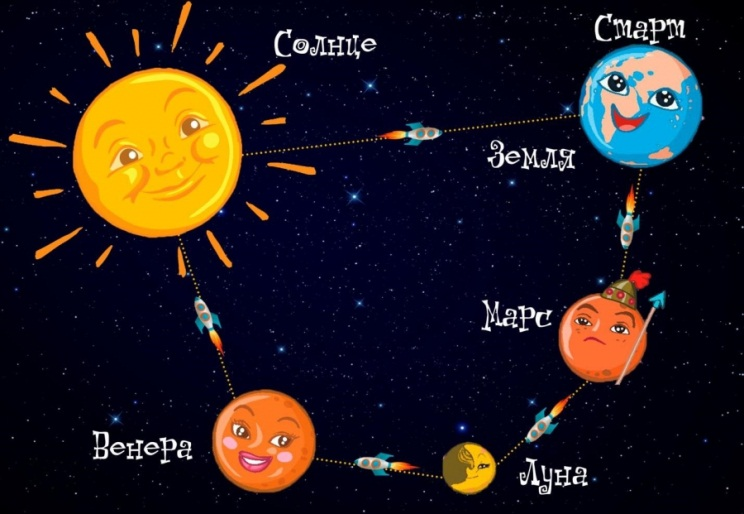 Старт
Солнце
Земля
Марс
Венера
Луна